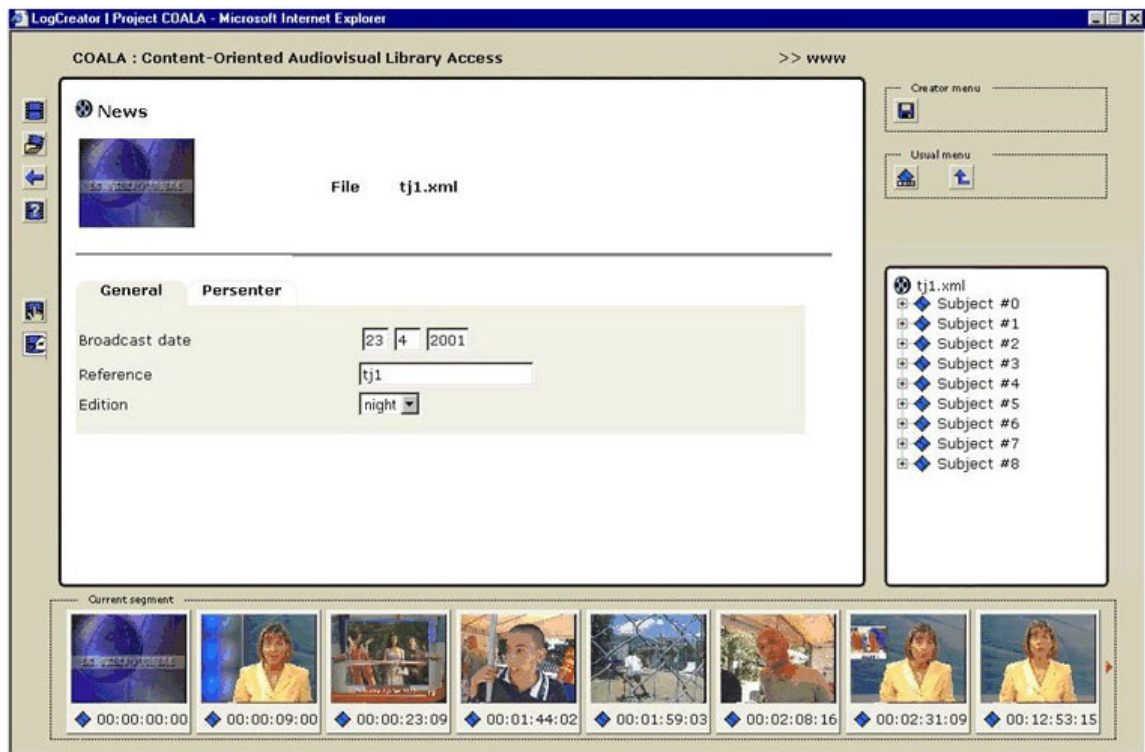 LogCreator | Project COALA - Microsoft Internet Explorer
COALA : Content-Oriented Audiovisual Library Access
>> www
Creator menu
Usual menu
News
File tj1.xml
General Persenter
Broadcast date 23 4 2001
Reference tj1
Edition night
tj1.xml
Subject #0
Subject #1
Subject #2
Subject #3
Subject #4
Subject #5
Subject #6
Subject #7
Subject #8
Current segment
00:00:00:00 00:00:09:00 00:00:23:09 00:01:44:02 00:01:59:03 00:02:08:16 00:02:31:09 00:12:53:15